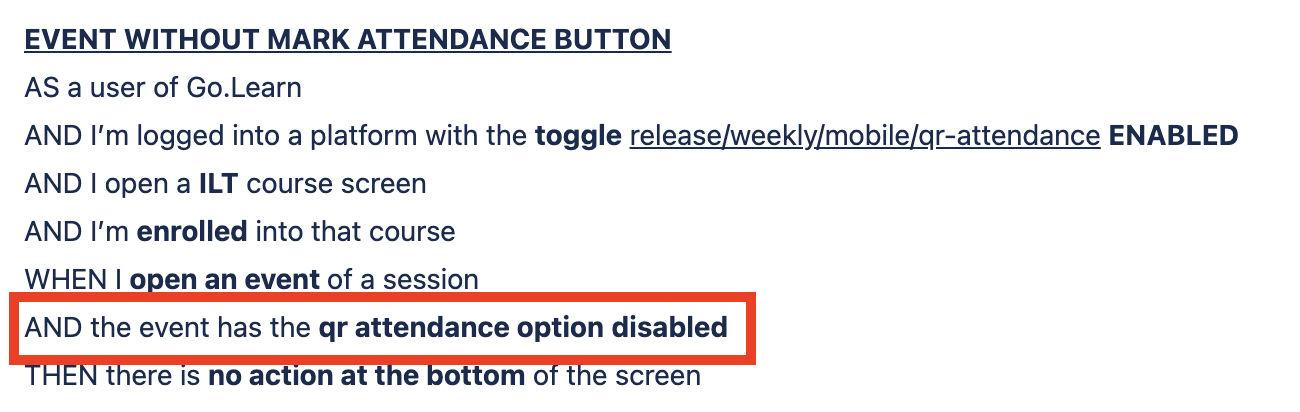 EVENT WITHOUT MARK ATTENDANCE BUTTON
AS a user of Go.Learn
AND I’m logged into a platform with the toggle release/weekly/mobile/qr-attendance ENABLED
AND I open a ILT course screen
AND I’m enrolled into that course
WHEN I open an event of a session
AND the event has the qr attendance option disabled
THEN there is no action at the bottom of the screen